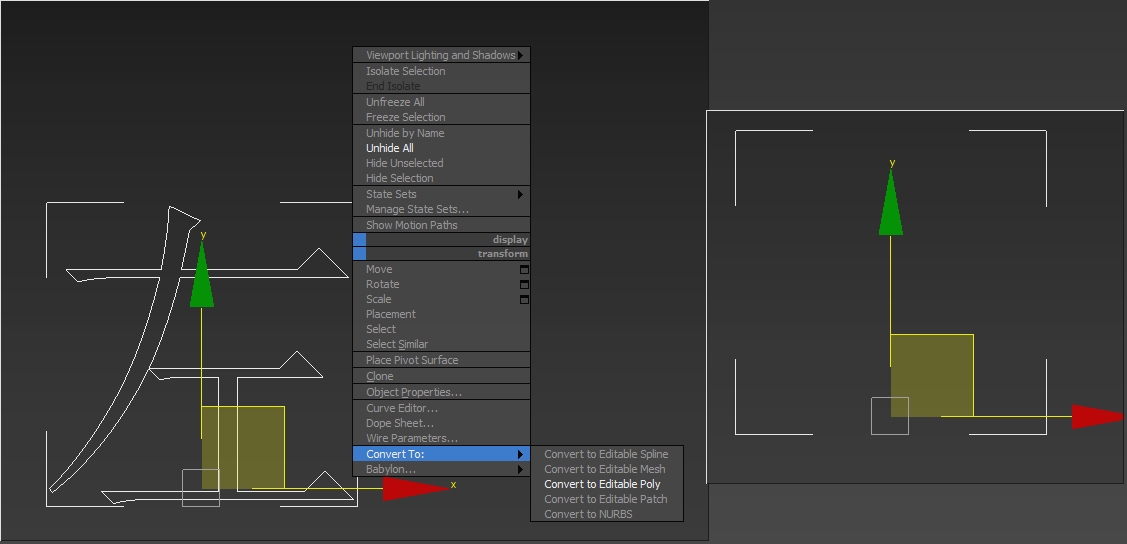 Viewport Lighting and Shadows
Isolate Selection
End Isolate
Unfreeze All
Freeze Selection
Unhide by Name
Unhide All
Hide Unselected
Hide Selection
State Sets
Manage State Sets...
Show Motion Paths
display
transform
Move
Rotate
Scale
Placement
Select
Select Similar
Place Pivot Surface
Clone
Object Properties...
Curve Editor...
Dope Sheet...
Wire Parameters...
Convert To:
Babylon...
Convert to Editable Spline
Convert to Editable Mesh
Convert to Editable Poly
Convert to Editable Patch
Convert to NURBS
左
y
x
y